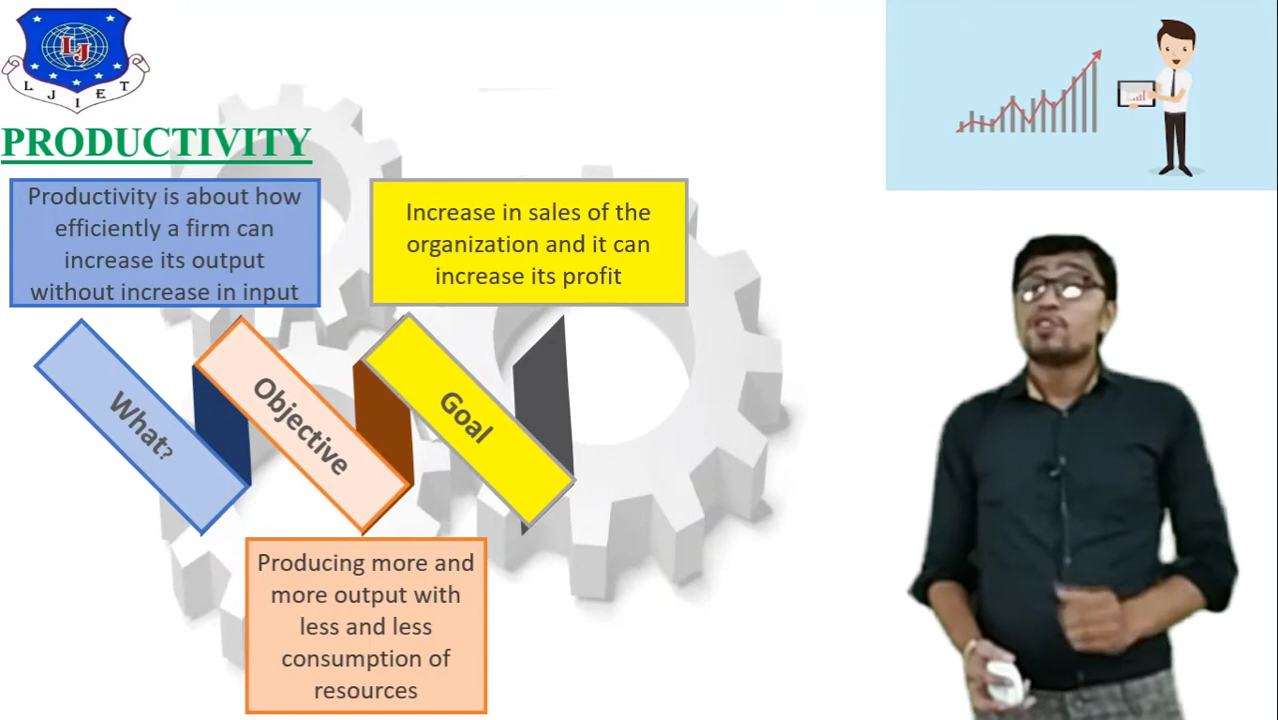 LJ
LJIET
PRODUCTIVITY
Productivity is about how
efficiently a firm can
increase its output
without increase in input
Increase in sales of the
organization and it can
increase its profit
What?
Objective
Goal
Producing more and
more output with
less and less
consumption of
resources